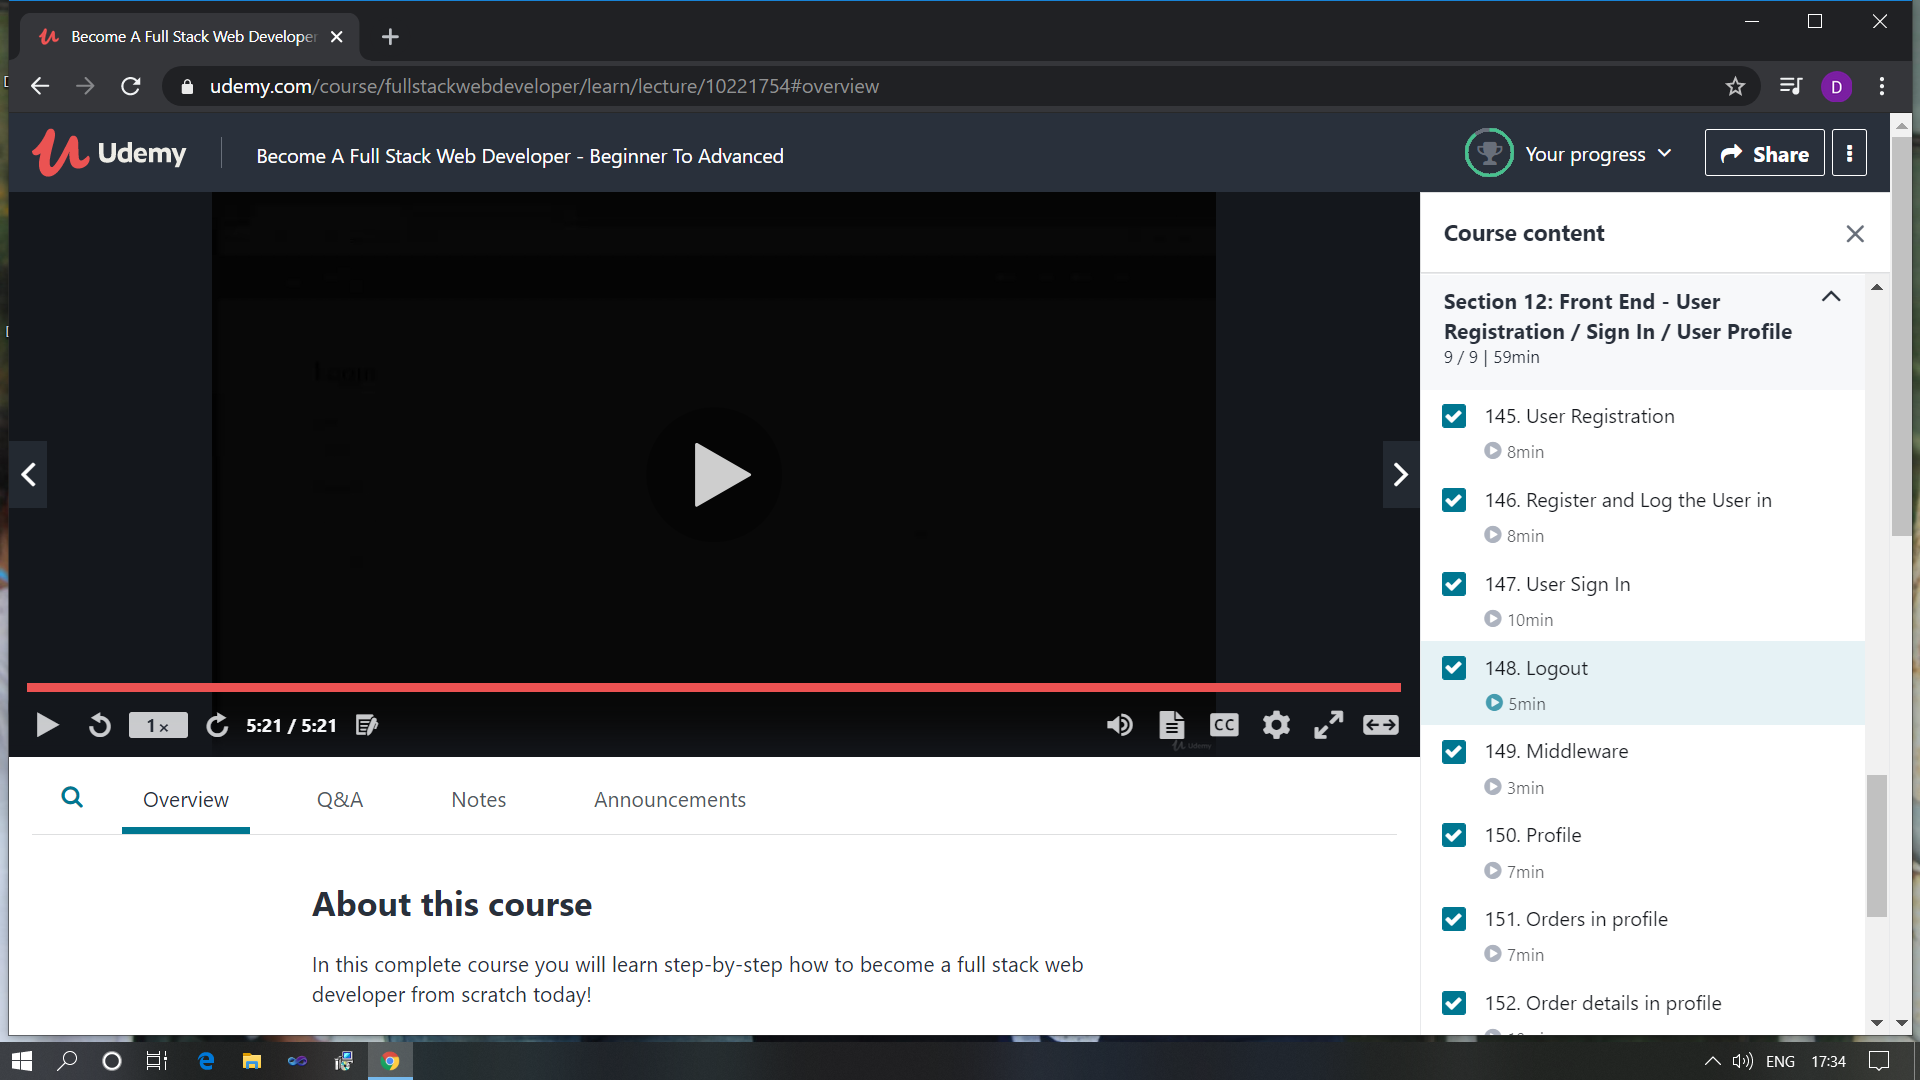 Become A Full Stack Web Developer
udemy.com/course/fullstackwebdeveloper/learn/lecture/10221754#overview
D
Udemy
Become A Full Stack Web Developer - Beginner To Advanced
Your progress
Share
Login
1×
5:21 / 5:21
CC
Udemy
Overview
Q&A
Notes
Announcements
About this course
In this complete course you will learn step-by-step how to become a full stack web
developer from scratch today!
Course content
Section 12: Front End - User
Registration / Sign In / User Profile
9 / 9 | 59min
145. User Registration
8min
146. Register and Log the User in
8min
147. User Sign In
10min
148. Logout
5min
149. Middleware
3min
150. Profile
7min
151. Orders in profile
7min
152. Order details in profile
ENG
17:34